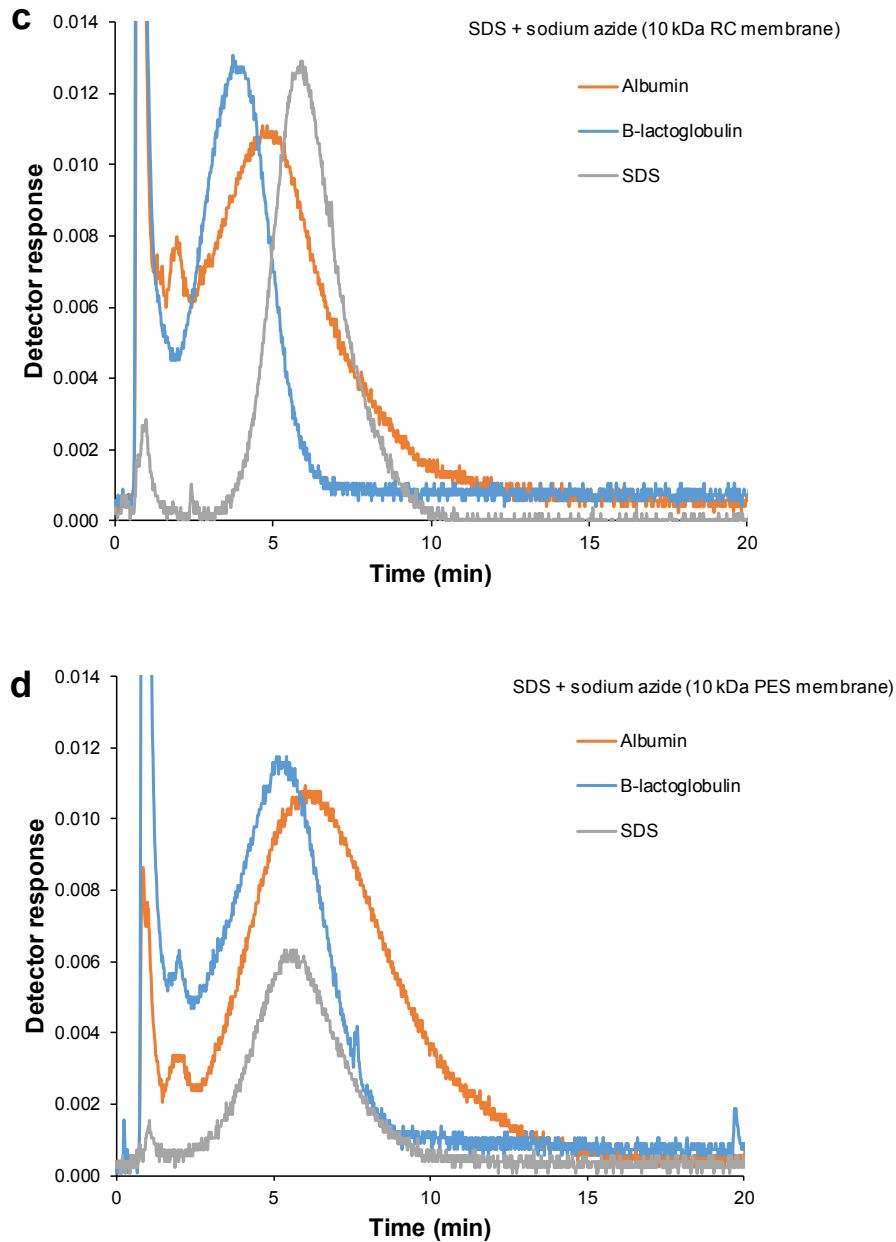 c
SDS + sodium azide (10 kDa RC membrane)
Albumin
B-lactoglobulin
SDS
Detector response
0.014
0.012
0.010
0.008
0.006
0.004
0.002
0.000
0 5 10 15 20
Time (min)
d
SDS + sodium azide (10 kDa PES membrane)
Albumin
B-lactoglobulin
SDS
Detector response
0.014
0.012
0.010
0.008
0.006
0.004
0.002
0.000
0 5 10 15 20
Time (min)